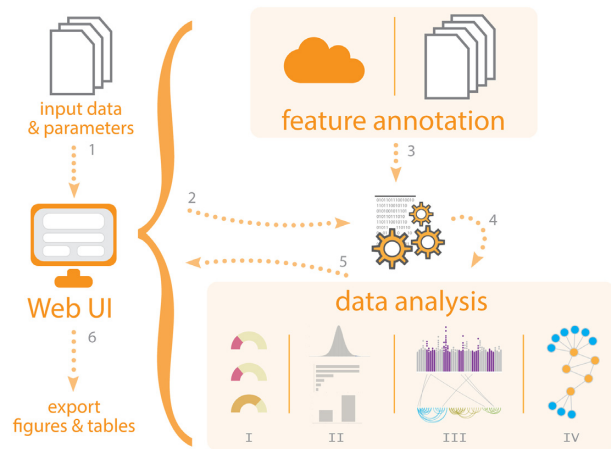 input data
& parameters
1
Web UI
6
export
figures & tables
feature annotation
3
2
4
5
data analysis
I
II
III
IV